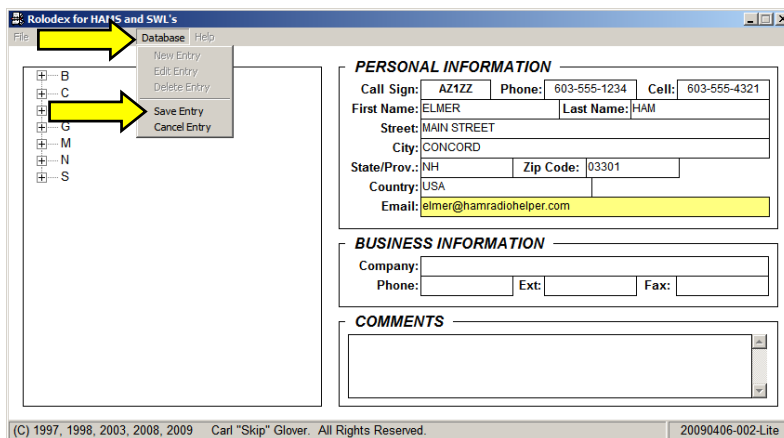 Rolodex for HAMS and SWL's
File Database Help
New Entry
Edit Entry
Delete Entry
Save Entry
Cancel Entry
B
C
G
M
N
S
PERSONAL INFORMATION
Call Sign: AZ1ZZ Phone: 603-555-1234 Cell: 603-555-4321
First Name: ELMER Last Name: HAM
Street: MAIN STREET
City: CONCORD
State/Prov.: NH Zip Code: 03301
Country: USA
Email: elmer@hamradiohelper.com
BUSINESS INFORMATION
Company:
Phone: Ext: Fax:
COMMENTS
(C) 1997, 1998, 2003, 2008, 2009 Carl "Skip" Glover. All Rights Reserved. 20090406-002-Lite